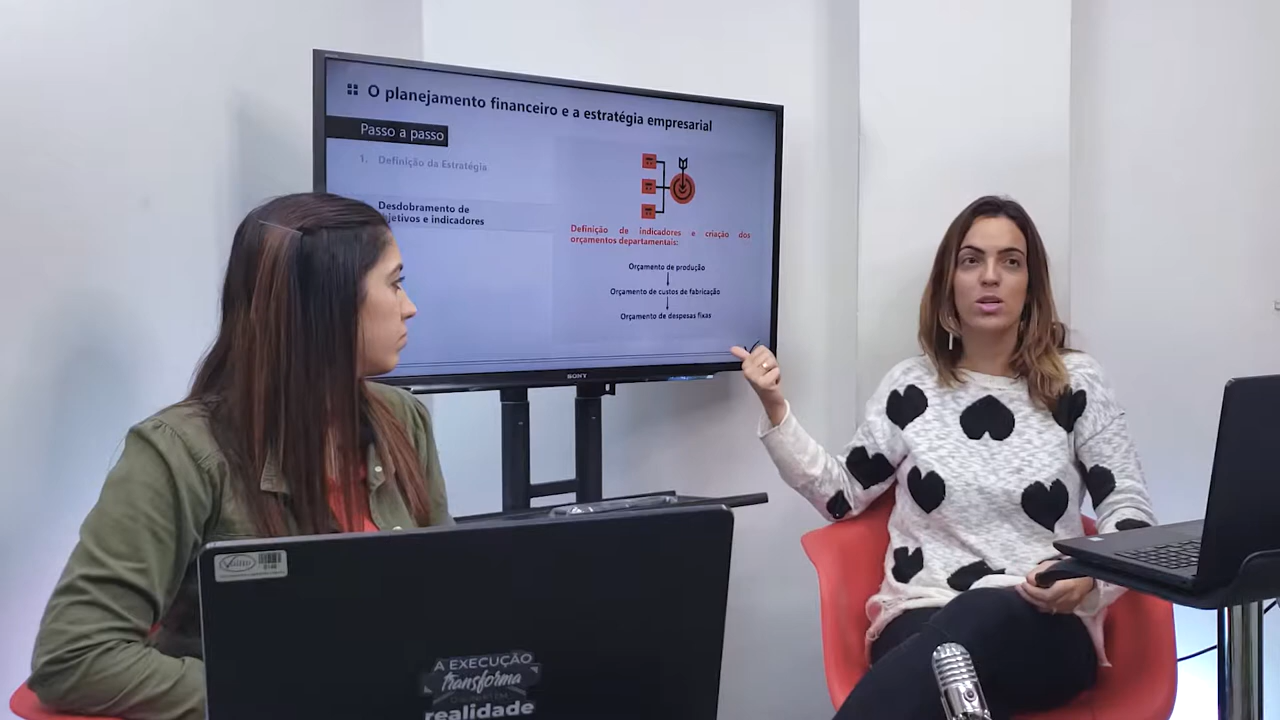 O planejamento financeiro e a estratégia empresarial
Passo a passo
1. Definição da Estratégia
Desdobramento de
objetivos e indicadores
Definição de indicadores e criação dos
orçamentos departamentais:
Orçamento de produção
Orçamento de custos de fabricação
Orçamento de despesas fixas
SONY
A EXECUÇÃO
transforma
realidade